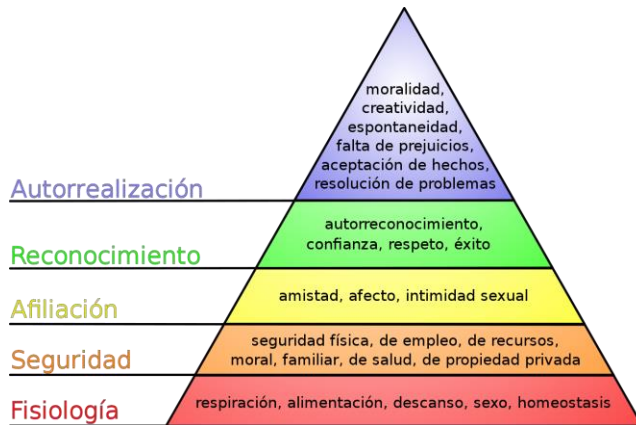 moralidad,
creatividad,
espontaneidad,
falta de prejuicios,
aceptación de hechos,
resolución de problemas
Autorrealización
autorreconocimiento,
confianza, respeto, éxito
Reconocimiento
amistad, afecto, intimidad sexual
Afiliación
seguridad física, de empleo, de recursos,
moral, familiar, de salud, de propiedad privada
Seguridad
respiración, alimentación, descanso, sexo, homeostasis
Fisiología